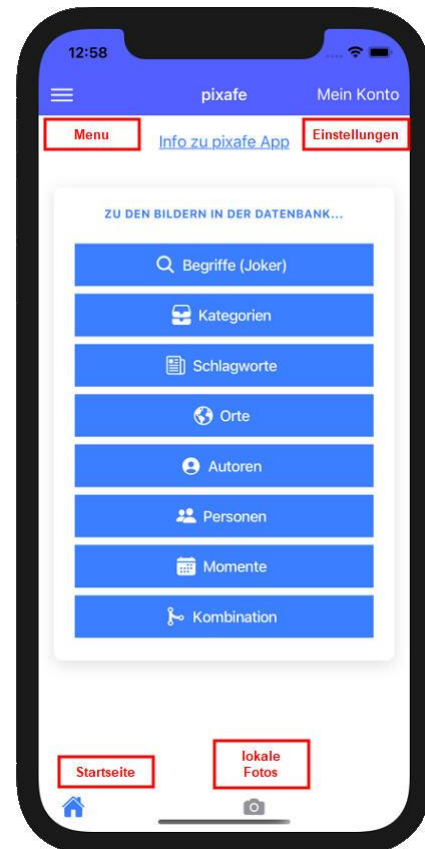 12:58
pixafe
Mein Konto
Menu
Info zu pixafe App
Einstellungen
ZU DEN BILDERN IN DER DATENBANK...
Begriffe (Joker)
Kategorien
Schlagworte
Orte
Autoren
Personen
Momente
Kombination
Startseite
lokale
Fotos